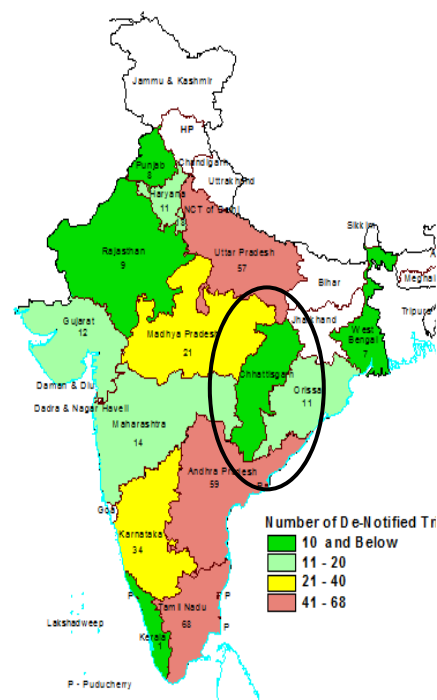 Jammu & Kashmir
HP
Chandigarh
Punjab
8
Uttrakhand
Haryana
11
NCT of Delhi
Sikkim
Rajasthan
9
Uttar Pradesh
57
Bihar
Meghal
Jharkhand
Tripura
Gujarat
12
Madhya Pradesh
21
West
Bengal
7
Chhattisgarh
Orissa
11
Daman & Diu
Dadra & Nagar Haveli
Maharashtra
14
Andhra Pradesh
59
Goa
Karnataka
34
Number of De-Notified Tri
10 and Below
11 - 20
21 - 40
41 - 68
P
P
P
Tamil Nadu
68
P
Lakshadweep
Kerala
1
P - Puducherry